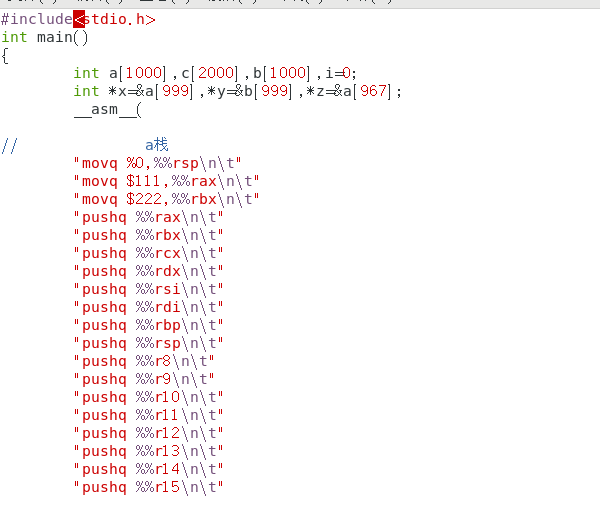 #include<stdio.h>
int main()
{
int a[1000],c[2000],b[1000],i=0;
int *x=&a[999],*y=&b[999],*z=&a[967];
__asm__(
// a栈
"movq %0,%%rsp\n\t"
"movq $111,%%rax\n\t"
"movq $222,%%rbx\n\t"
"pushq %%rax\n\t"
"pushq %%rbx\n\t"
"pushq %%rcx\n\t"
"pushq %%rdx\n\t"
"pushq %%rsi\n\t"
"pushq %%rdi\n\t"
"pushq %%rbp\n\t"
"pushq %%rsp\n\t"
"pushq %%r8\n\t"
"pushq %%r9\n\t"
"pushq %%r10\n\t"
"pushq %%r11\n\t"
"pushq %%r12\n\t"
"pushq %%r13\n\t"
"pushq %%r14\n\t"
"pushq %%r15\n\t"